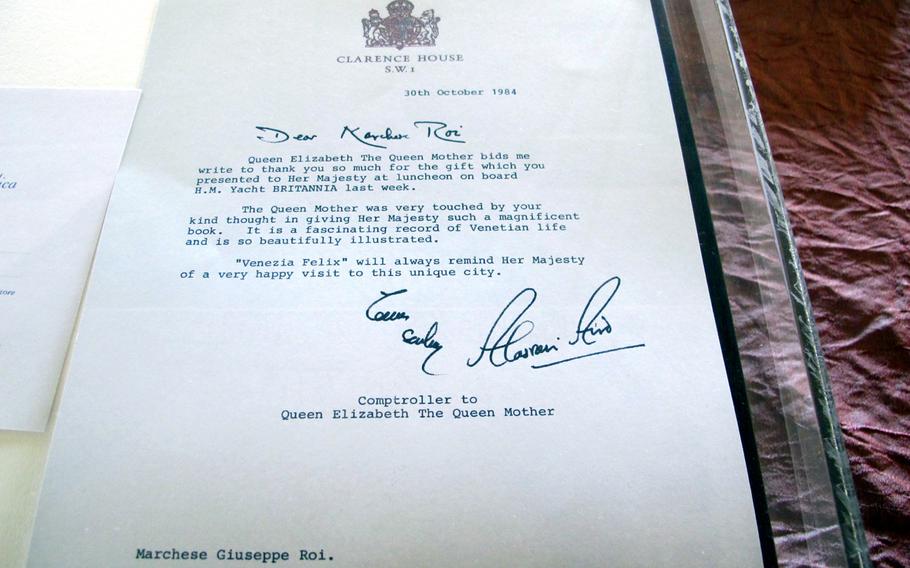 CLARENCE HOUSE
S.W.1
30th October 1984
Dear Marchese Roi
Queen Elizabeth The Queen Mother bids me
write to thank you so much for the gift which you
presented to Her Majesty at luncheon on board
H.M. Yacht BRITANNIA last week.
The Queen Mother was very touched by your
kind thought in giving Her Majesty such a magnificent
book. It is a fascinating record of Venetian life
and is so beautifully illustrated.
"Venezia Felix" will always remind Her Majesty
of a very happy visit to this unique city.
Comptroller to
Queen Elizabeth The Queen Mother
Marchese Giuseppe Roi.